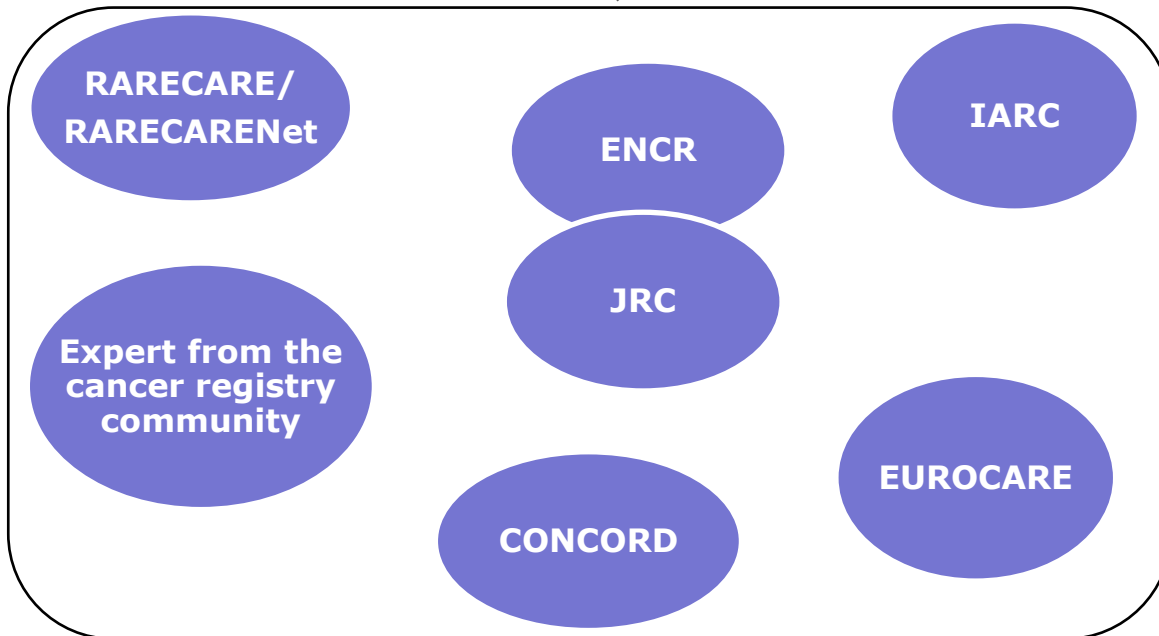 RARECARE/
RARECARENet
ENCR
IARC
JRC
Expert from the
cancer registry
community
EUROCARE
CONCORD